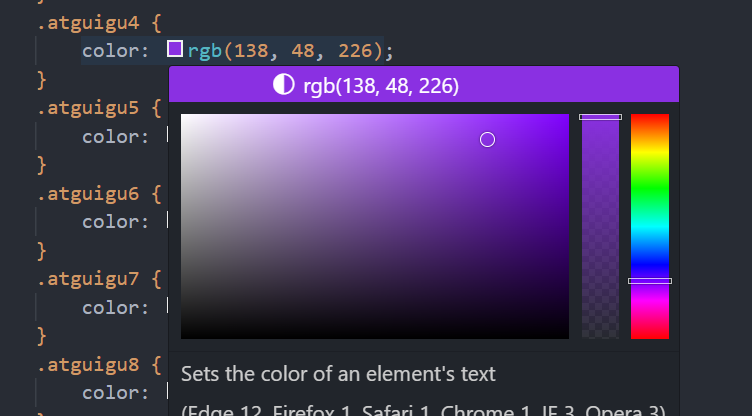 .atguigu4 {
color: rgb(138, 48, 226);
rgb(138, 48, 226)
}
.atguigu5 {
color:
}
.atguigu6 {
color:
}
.atguigu7 {
color:
}
.atguigu8 {
color:
Sets the color of an element's text
(Edge 12, Firefox 1, Safari 1, Chrome 1, IE 3, Opera 3)